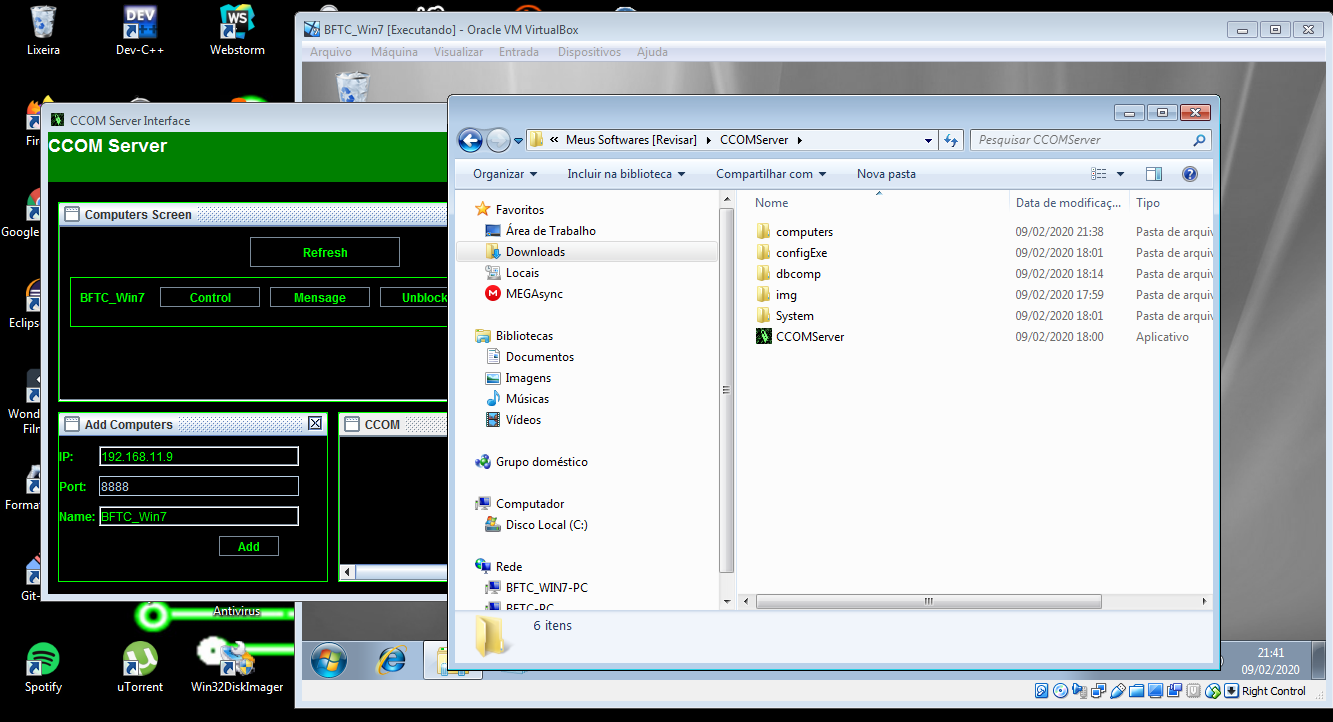 Lixeira
Dev-C++
Webstorm
BFTC_Win7 [Executando] - Oracle VM VirtualBox
Arquivo Máquina Visualizar Entrada Dispositivos Ajuda
CCOM Server Interface
CCOM Server
Computers Screen
Refresh
BFTC_Win7 Control Message Unblock
Add Computers
IP: 192.168.11.9
Port: 8888
Name: BFTC_Win7
Add
CCOM
« Meus Softwares [Revisar] CCOMServer
Pesquisar CCOMServer
Organizar Incluir na biblioteca Compartilhar com Nova pasta
Favoritos
Área de Trabalho
Downloads
Locais
MEGAsync
Bibliotecas
Documentos
Imagens
Músicas
Vídeos
Grupo doméstico
Computador
Disco Local (C:)
Rede
BFTC_WIN7-PC
BFTC-PC
Nome Data de modificaç... Tipo
computers 09/02/2020 21:38 Pasta de arquiv
configExe 09/02/2020 18:01 Pasta de arquiv
dbcomp 09/02/2020 18:14 Pasta de arquiv
img 09/02/2020 17:59 Pasta de arquiv
System 09/02/2020 18:01 Pasta de arquiv
CCOMServer 09/02/2020 18:00 Aplicativo
6 itens
Fir
Google
Eclips
Wond
Filn
Format
Git-
Antivirus
Spotify
uTorrent
Win32DiskImager
21:41
09/02/2020
Right Control